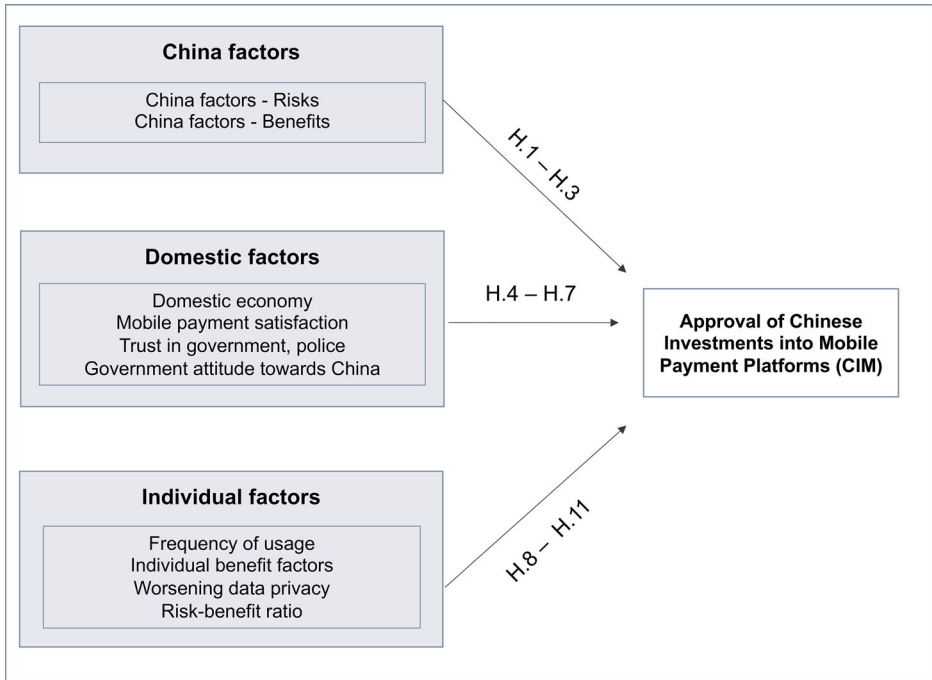 China factors
China factors - Risks
China factors - Benefits
H.1 – H.3
Domestic factors
Domestic economy
Mobile payment satisfaction
Trust in government, police
Government attitude towards China
H.4 – H.7
Approval of Chinese
Investments into Mobile
Payment Platforms (CIM)
Individual factors
Frequency of usage
Individual benefit factors
Worsening data privacy
Risk-benefit ratio
H.8 – H.11